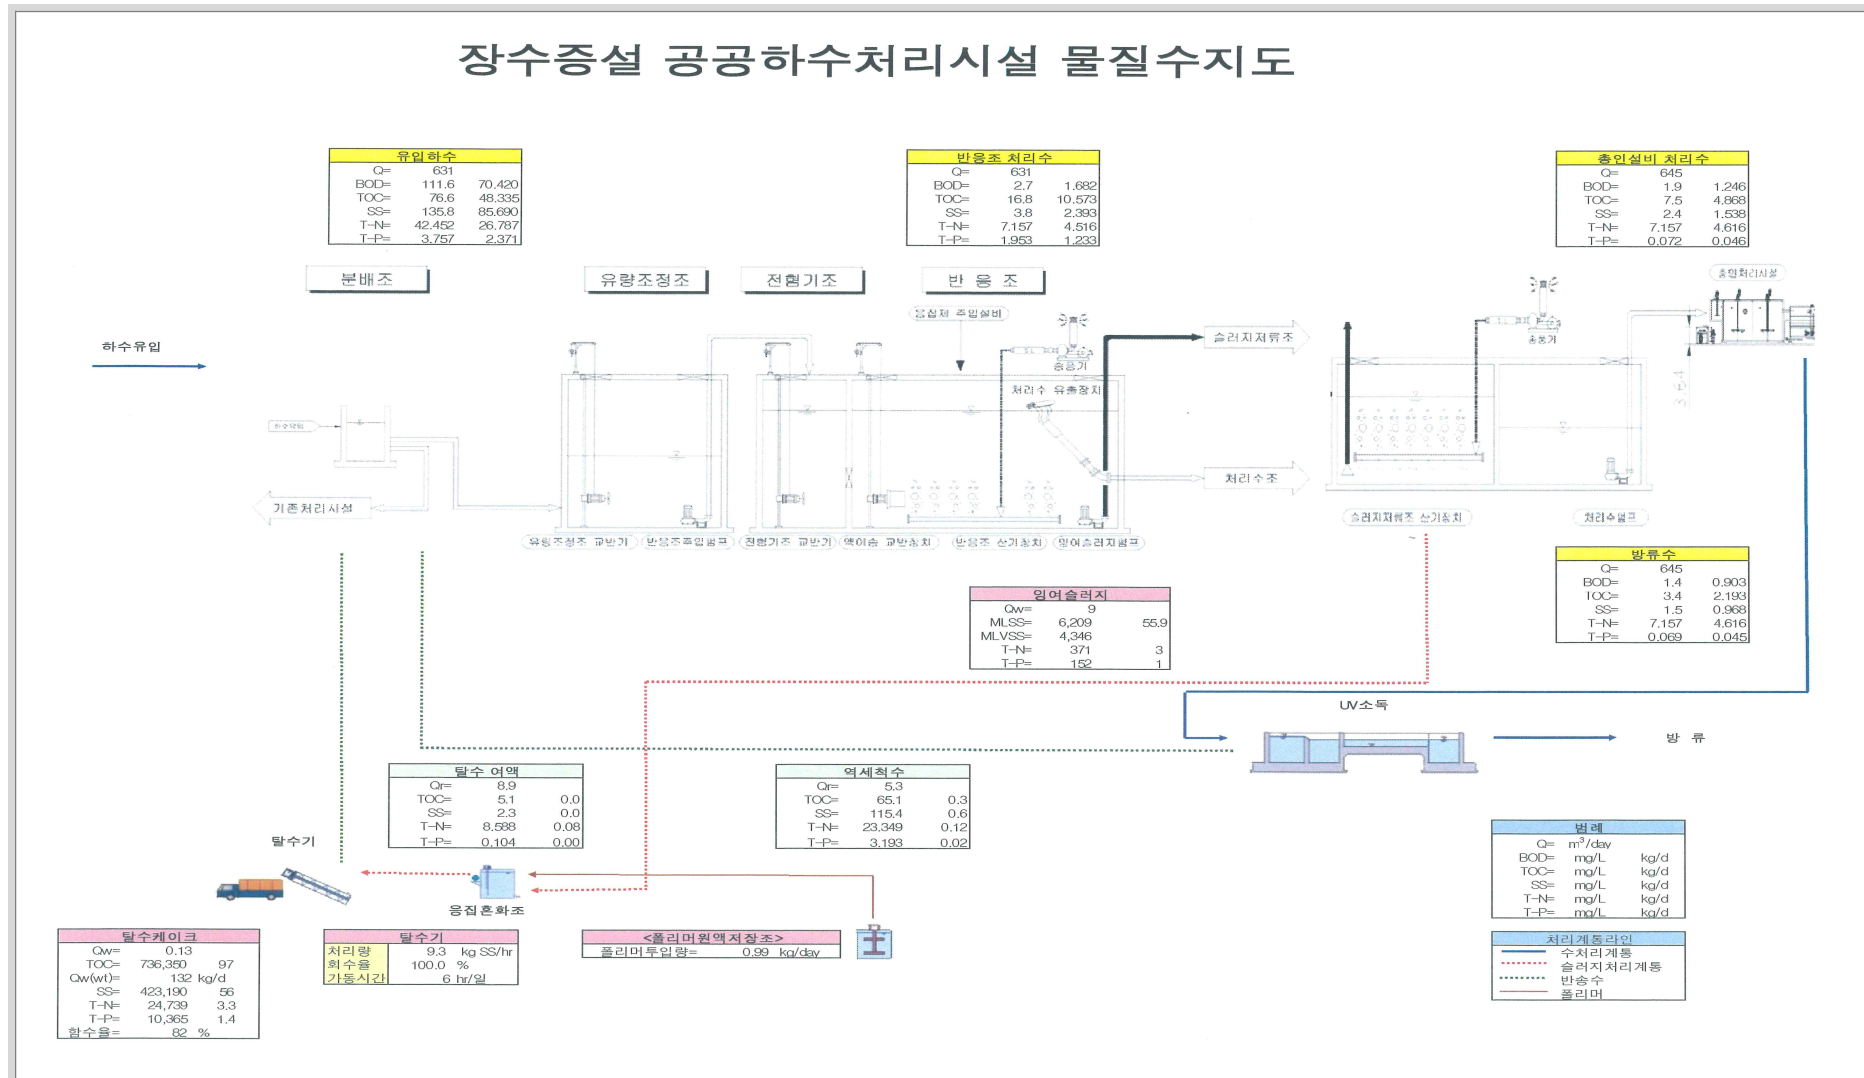 장수증설 공공하수처리시설 물질수지도
유입하수
Q= 631
BOD= 111.6 70.420
TOC= 76.6 48.335
SS= 135.8 85.690
T-N= 42.452 26.787
T-P= 3.757 2.371
반응조 처리수
Q= 631
BOD= 2.7 1.682
TOC= 16.8 10.573
SS= 3.8 2.393
T-N= 7.157 4.516
T-P= 1.953 1.233
총인설비 처리수
Q= 645
BOD= 1.9 1.246
TOC= 7.5 4.868
SS= 2.4 1.538
T-N= 7.157 4.616
T-P= 0.072 0.046
분배조
유량조정조
전혐기조
반 응 조
총인처리시설
응집제 주입설비
하수유입
송풍기
슬러지저류조
송풍기
처리수 유출장치
3.64
하수유입
처리수조
기존처리시설
유량조정조 교반기
반응조주입펌프
전혐기조 교반기
액이송 교반장치
반응조 산기장치
잉여슬러지펌프
슬러지저류조 산기장치
처리수펌프
잉여슬러지
Qw= 9
MLSS= 6,209 55.9
MLVSS= 4,346
T-N= 371 3
T-P= 152 1
방류수
Q= 645
BOD= 1.4 0.903
TOC= 3.4 2.193
SS= 1.5 0.968
T-N= 7.157 4.616
T-P= 0.069 0.045
UV소독
방 류
탈수 여액
Qr= 8.9
TOC= 5.1 0.0
SS= 2.3 0.0
T-N= 8.588 0.08
T-P= 0.104 0.00
역세척수
Qr= 5.3
TOC= 65.1 0.3
SS= 115.4 0.6
T-N= 23.349 0.12
T-P= 3.193 0.02
탈수기
응집혼화조
범례
Q= m³/day
BOD= mg/L kg/d
TOC= mg/L kg/d
SS= mg/L kg/d
T-N= mg/L kg/d
T-P= mg/L kg/d
탈수케이크
Qw= 0.13
TOC= 736,350 97
Qw(wt)= 132 kg/d
SS= 423,190 56
T-N= 24,739 3.3
T-P= 10,365 1.4
함수율= 82 %
탈수기
처리량 9.3 kg SS/hr
회수율 100.0 %
가동시간 6 hr/일
<폴리머원액저장조>
폴리머투입량= 0.99 kg/day
처리계통라인
수처리계통
슬러지처리계통
반송수
폴리머